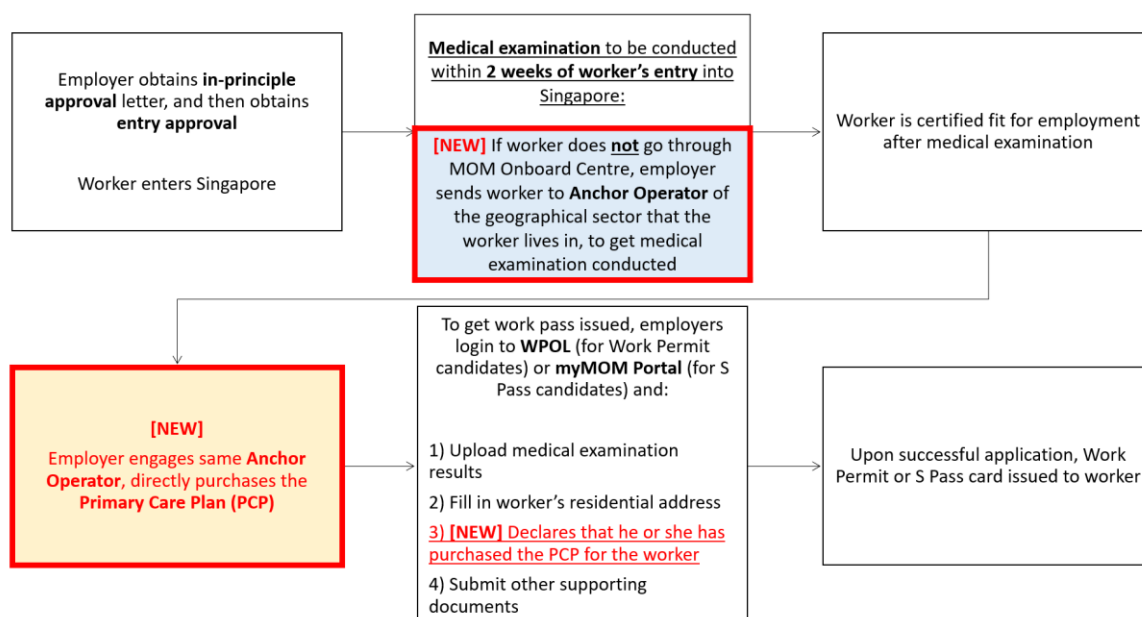 Employer obtains in-principle
approval letter, and then obtains
entry approval
Worker enters Singapore
Medical examination to be conducted
within 2 weeks of worker's entry into
Singapore:
[NEW] If worker does not go through
MOM Onboard Centre, employer
sends worker to Anchor Operator of
the geographical sector that the
worker lives in, to get medical
examination conducted
Worker is certified fit for employment
after medical examination
[NEW]
Employer engages same Anchor
Operator, directly purchases the
Primary Care Plan (PCP)
To get work pass issued, employers
login to WPOL (for Work Permit
candidates) or myMOM Portal (for S
Pass candidates) and:
1) Upload medical examination
results
2) Fill in worker's residential address
3) [NEW] Declares that he or she has
purchased the PCP for the worker
4) Submit other supporting
documents
Upon successful application, Work
Permit or S Pass card issued to worker